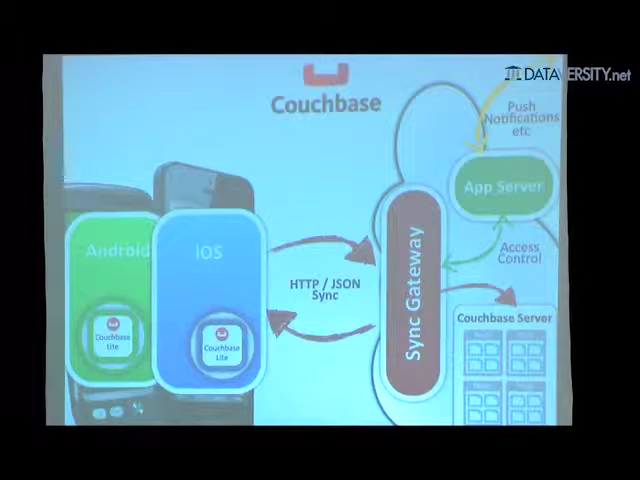 DATAVERSITY.net
Couchbase
Push
Notifications
etc
App Server
Android
iOS
Access
Control
HTTP / JSON
Sync
Sync Gateway
Couchbase Server
Couchbase
Lite
Couchbase
Lite